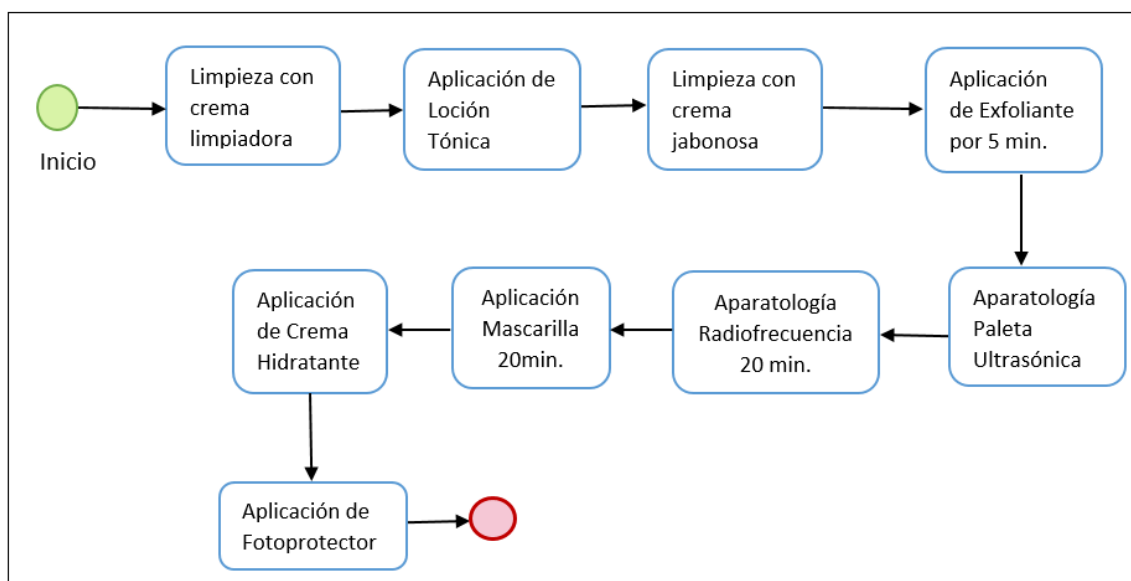 Inicio
Limpieza con
crema
limpiadora
Aplicación de
Loción
Tónica
Limpieza con
crema
jabonosa
Aplicación
de Exfoliante
por 5 min.
Aparatología
Paleta
Ultrasónica
Aparatología
Radiofrecuencia
20 min.
Aplicación
Mascarilla
20min.
Aplicación
de Crema
Hidratante
Aplicación de
Fotoprotector